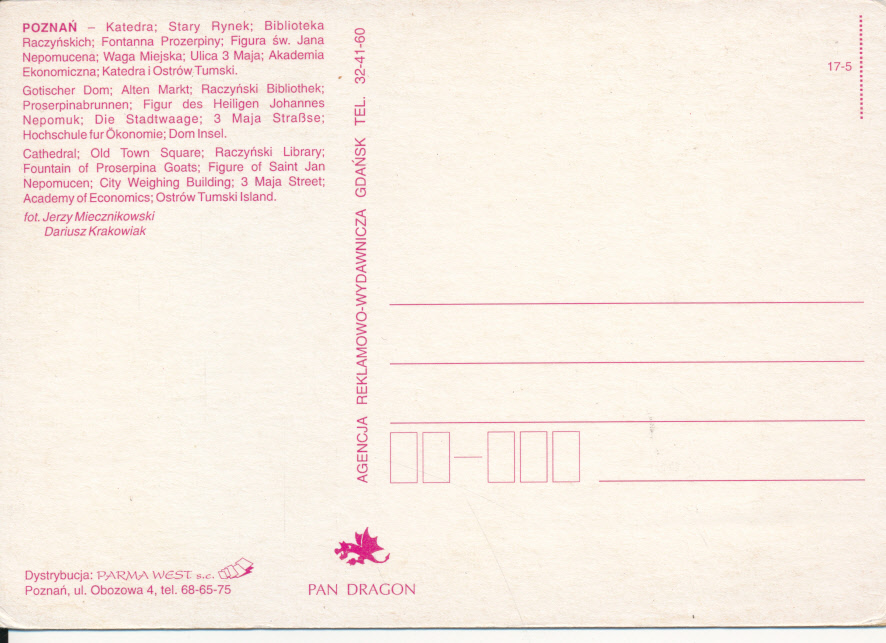 POZNAŃ – Katedra; Stary Rynek; Biblioteka
Raczyńskich; Fontanna Prozerpiny; Figura św. Jana
Nepomucena; Waga Miejska; Ulica 3 Maja; Akademia
Ekonomiczna; Katedra i Ostrów Tumski.
Gotischer Dom; Alten Markt; Raczyński Bibliothek;
Proserpinabrunnen; Figur des Heiligen Johannes
Nepomuk; Die Stadtwaage; 3 Maja Straßse;
Hochschule fur Ökonomie; Dom Insel.
Cathedral; Old Town Square; Raczyński Library;
Fountain of Proserpina Goats; Figure of Saint Jan
Nepomucen; City Weighing Building; 3 Maja Street;
Academy of Economics; Ostrów Tumski Island.
fot. Jerzy Miecznikowski
Dariusz Krakowiak
AGENCJA REKLAMOWO-WYDAWNICZA GDAŃSK TEL. 32-41-60
17-5
Dystrybucja: PARMA WEST s.c.
Poznań, ul. Obozowa 4, tel. 68-65-75
PAN DRAGON